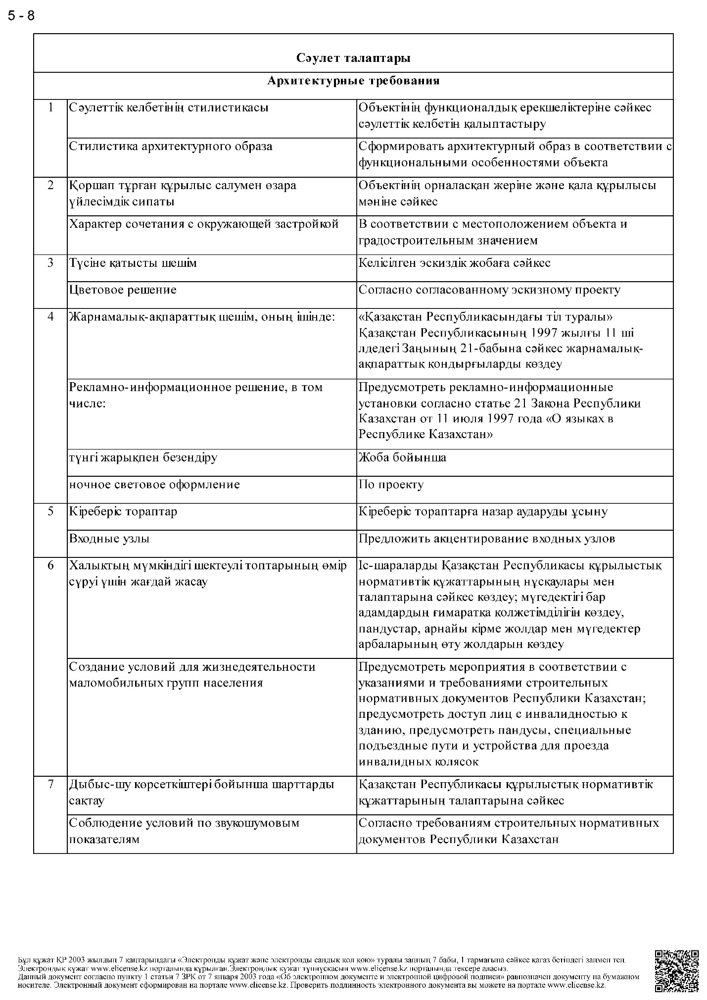 5 - 8
Сәулет талаптары
Архитектурные требования
1
Сәулеттік келбетінің стилистикасы
Объектінің функционалдық ерекшеліктеріне сәйкес
сәулеттік келбетін қалыптастыру
Стилистика архитектурного образа
Сформировать архитектурный образ в соответствии с
функциональными особенностями объекта
2
Қоршап тұрған құрылыс салумен өзара
үйлесімдік сипаты
Объектінің орналасқан жеріне және қала құрылысы
мәніне сәйкес
Характер сочетания с окружающей застройкой
В соответствии с местоположением объекта и
градостроительным значением
3
Түсіне қатысты шешім
Келісілген эскиздік жобаға сәйкес
Цветовое решение
Согласно согласованному эскизному проекту
4
Жарнамалық-ақпараттық шешім, оның ішінде:
«Қазақстан Республикасындағы тіл туралы»
Қазақстан Республикасының 1997 жылғы 11 ші
лдедегі Заңының 21-бабына сәйкес жарнамалық-
ақпараттық қондырғыларды көздеу
Рекламно-информационное решение, в том
числе:
Предусмотреть рекламно-информационные
установки согласно статье 21 Закона Республики
Казахстан от 11 июля 1997 года «О языках в
Республике Казахстан»
түнгі жарықпен безендіру
Жоба бойынша
ночное световое оформление
По проекту
5
Кіреберіс тораптар
Кіреберіс тораптарға назар аударуды ұсыну
Входные узлы
Предложить акцентирование входных узлов
6
Халықтың мүмкіндігі шектеулі топтарының өмір
сүруі үшін жағдай жасау
Іс-шараларды Қазақстан Республикасы құрылыстық
нормативтік құжаттарының нұсқаулары мен
талаптарына сәйкес көздеу; мүгедектігі бар
адамдардың ғимаратқа қолжетімділігін көздеу,
пандустар, арнайы кірме жолдар мен мүгедектер
арбаларының өту жолдарын көздеу
Создание условий для жизнедеятельности
маломобильных групп населения
Предусмотреть мероприятия в соответствии с
указаниями и требованиями строительных
нормативных документов Республики Казахстан;
предусмотреть доступ лиц с инвалидностью к
зданию, предусмотреть пандусы, специальные
подъездные пути и устройства для проезда
инвалидных колясок
7
Дыбыс-шу көрсеткіштері бойынша шарттарды
сақтау
Қазақстан Республикасы құрылыстық нормативтік
құжаттарының талаптарына сәйкес
Соблюдение условий по звукошумовым
показателям
Согласно требованиям строительных нормативных
документов Республики Казахстан
Бұл құжат ҚР 2003 жылдың 7 қаңтарындағы «Электронды құжат және электронды сандық қол қою» туралы заңның 7 бабы, 1 тармағына сәйкес қағаз бетіндегі заңмен тең.
Электрондық құжат www.elicense.kz порталында құрылған.Электрондық құжат түпнұсқасын www.elicense.kz порталында тексере аласыз.
Данный документ согласно пункту 1 статьи 7 ЗРК от 7 января 2003 года «Об электронном документе и электронной цифровой подписи» равнозначен документу на бумажном
носителе. Электронный документ сформирован на портале www.elicense.kz. Проверить подлинность электронного документа вы можете на портале www.elicense.kz.